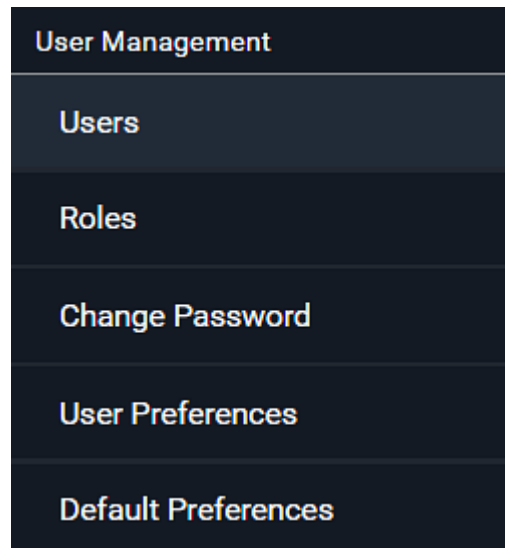 User Management
Users
Roles
Change Password
User Preferences
Default Preferences